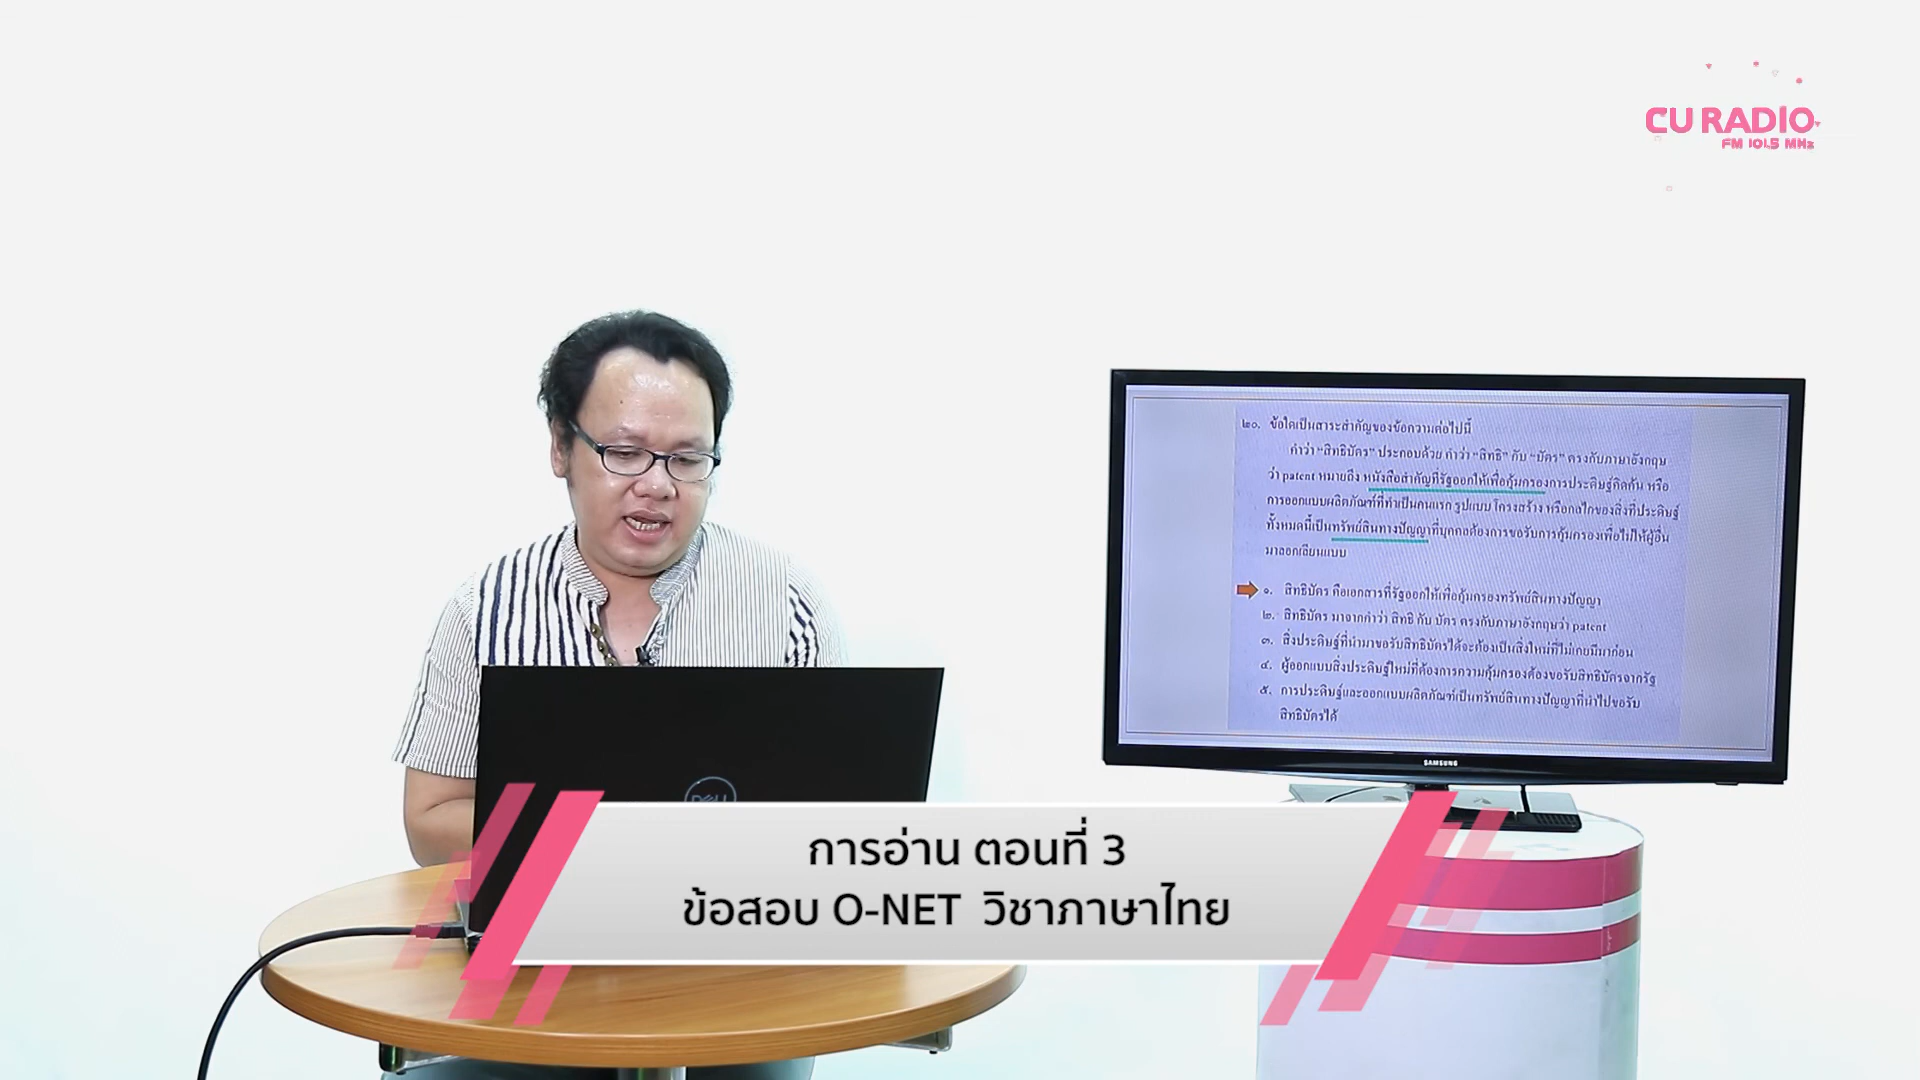 CU RADIO
FM 101.5 MHz
๒๐. ข้อใดเป็นสาระสำคัญของข้อความต่อไปนี้
คำว่า “สิทธิบัตร” ประกอบด้วย คำว่า “สิทธิ” กับ “บัตร” ตรงกับภาษาอังกฤษ
ว่า patent หมายถึง หนังสือสำคัญที่รัฐออกให้เพื่อคุ้มครองการประดิษฐ์คิดค้น หรือ
การออกแบบผลิตภัณฑ์ที่ทำเป็นคนแรก รูปแบบ โครงสร้าง หรือกลไกของสิ่งที่ประดิษฐ์
ทั้งหมดนี้เป็นทรัพย์สินทางปัญญาที่บุคคลต้องการขอรับการคุ้มครองเพื่อไม่ให้ผู้อื่น
มาลอกเลียนแบบ
๑. สิทธิบัตร คือเอกสารที่รัฐออกให้เพื่อคุ้มครองทรัพย์สินทางปัญญา
๒. สิทธิบัตร มาจากคำว่า สิทธิ กับ บัตร ตรงกับภาษาอังกฤษว่า patent
๓. สิ่งประดิษฐ์ที่นำมาขอรับสิทธิบัตรได้จะต้องเป็นสิ่งใหม่ที่ไม่เคยมีมาก่อน
๔. ผู้ออกแบบสิ่งประดิษฐ์ใหม่ที่ต้องการความคุ้มครองต้องขอรับสิทธิบัตรจากรัฐ
๕. การประดิษฐ์และออกแบบผลิตภัณฑ์เป็นทรัพย์สินทางปัญญาที่นำไปขอรับ
สิทธิบัตรได้
SAMSUNG
DELL
การอ่าน ตอนที่ 3
ข้อสอบ O-NET วิชาภาษาไทย